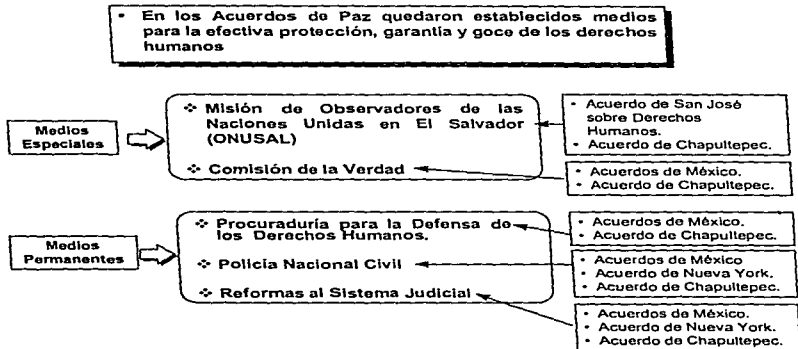 • En los Acuerdos de Paz quedaron establecidos medios
para la efectiva protección, garantía y goce de los derechos
humanos
Medios
Especiales
❖ Misión de Observadores de las
Naciones Unidas en El Salvador
(ONUSAL)
❖ Comisión de la Verdad
• Acuerdo de San José
sobre Derechos
Humanos.
• Acuerdo de Chapultepec.
• Acuerdos de México.
• Acuerdo de Chapultepec.
Medios
Permanentes
❖ Procuraduría para la Defensa de
los Derechos Humanos.
❖ Policía Nacional Civil
❖ Reformas al Sistema Judicial
• Acuerdos de México.
• Acuerdo de Chapultepec.
• Acuerdos de México
• Acuerdo de Nueva York.
• Acuerdo de Chapultepec.
• Acuerdos de México.
• Acuerdo de Nueva York.
• Acuerdo de Chapultepec.